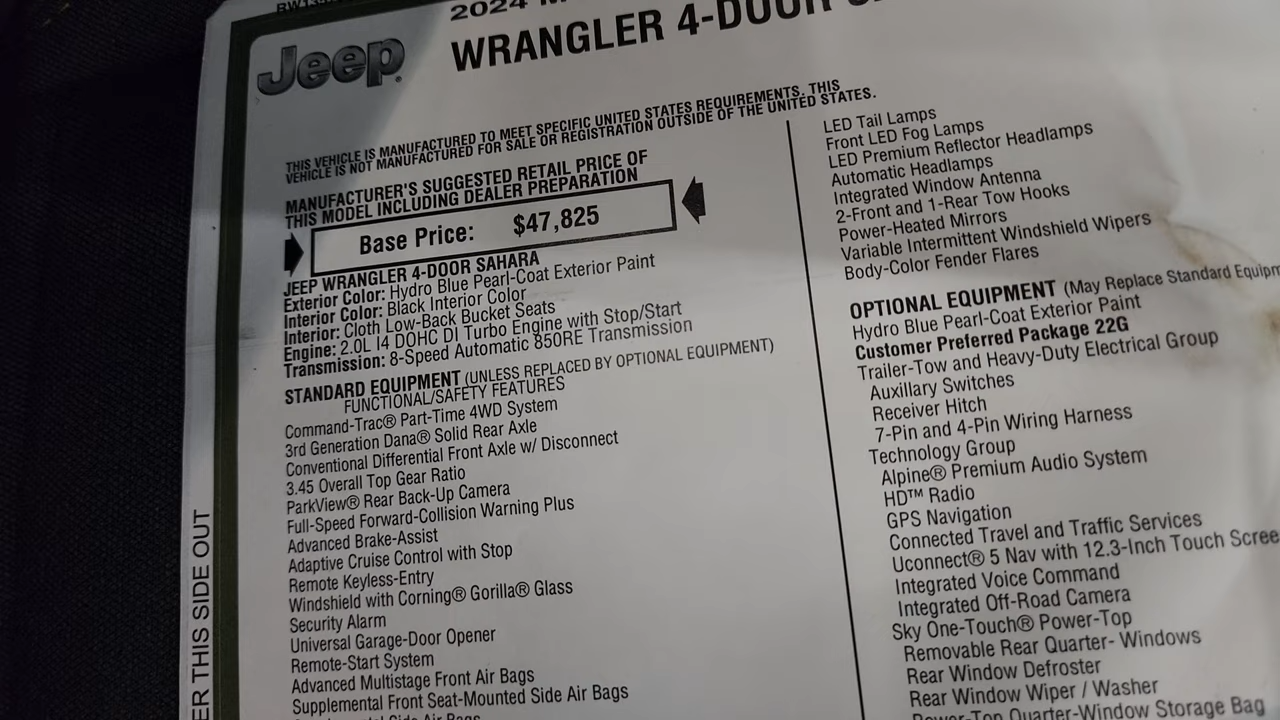 2024
Jeep
WRANGLER 4-DOOR
THIS VEHICLE IS MANUFACTURED TO MEET SPECIFIC UNITED STATES REQUIREMENTS. THIS
VEHICLE IS NOT MANUFACTURED FOR SALE OR REGISTRATION OUTSIDE OF THE UNITED STATES.
MANUFACTURER'S SUGGESTED RETAIL PRICE OF
THIS MODEL INCLUDING DEALER PREPARATION
Base Price: $47,825
JEEP WRANGLER 4-DOOR SAHARA
Exterior Color: Hydro Blue Pearl-Coat Exterior Paint
Interior Color: Black Interior Color
Interior: Cloth Low-Back Bucket Seats
Engine: 2.0L I4 DOHC DI Turbo Engine with Stop/Start
Transmission: 8-Speed Automatic 850RE Transmission
STANDARD EQUIPMENT (UNLESS REPLACED BY OPTIONAL EQUIPMENT)
FUNCTIONAL/SAFETY FEATURES
Command-Trac® Part-Time 4WD System
3rd Generation Dana® Solid Rear Axle
Conventional Differential Front Axle w/ Disconnect
3.45 Overall Top Gear Ratio
ParkView® Rear Back-Up Camera
Full-Speed Forward-Collision Warning Plus
Advanced Brake-Assist
Adaptive Cruise Control with Stop
Remote Keyless-Entry
Windshield with Corning® Gorilla® Glass
Security Alarm
Universal Garage-Door Opener
Remote-Start System
Advanced Multistage Front Air Bags
Supplemental Front Seat-Mounted Side Air Bags
Side Air Bags
LED Tail Lamps
Front LED Fog Lamps
LED Premium Reflector Headlamps
Automatic Headlamps
Integrated Window Antenna
2-Front and 1-Rear Tow Hooks
Power-Heated Mirrors
Variable Intermittent Windshield Wipers
Body-Color Fender Flares
OPTIONAL EQUIPMENT (May Replace Standard Equipm
Hydro Blue Pearl-Coat Exterior Paint
Customer Preferred Package 22G
Trailer-Tow and Heavy-Duty Electrical Group
Auxillary Switches
Receiver Hitch
7-Pin and 4-Pin Wiring Harness
Technology Group
Alpine® Premium Audio System
HD™ Radio
GPS Navigation
Connected Travel and Traffic Services
Uconnect® 5 Nav with 12.3-Inch Touch Scree
Integrated Voice Command
Integrated Off-Road Camera
Sky One-Touch® Power-Top
Removable Rear Quarter- Windows
Rear Window Defroster
Rear Window Wiper / Washer
Power-Top Quarter-Window Storage Bag
ER THIS SIDE OUT